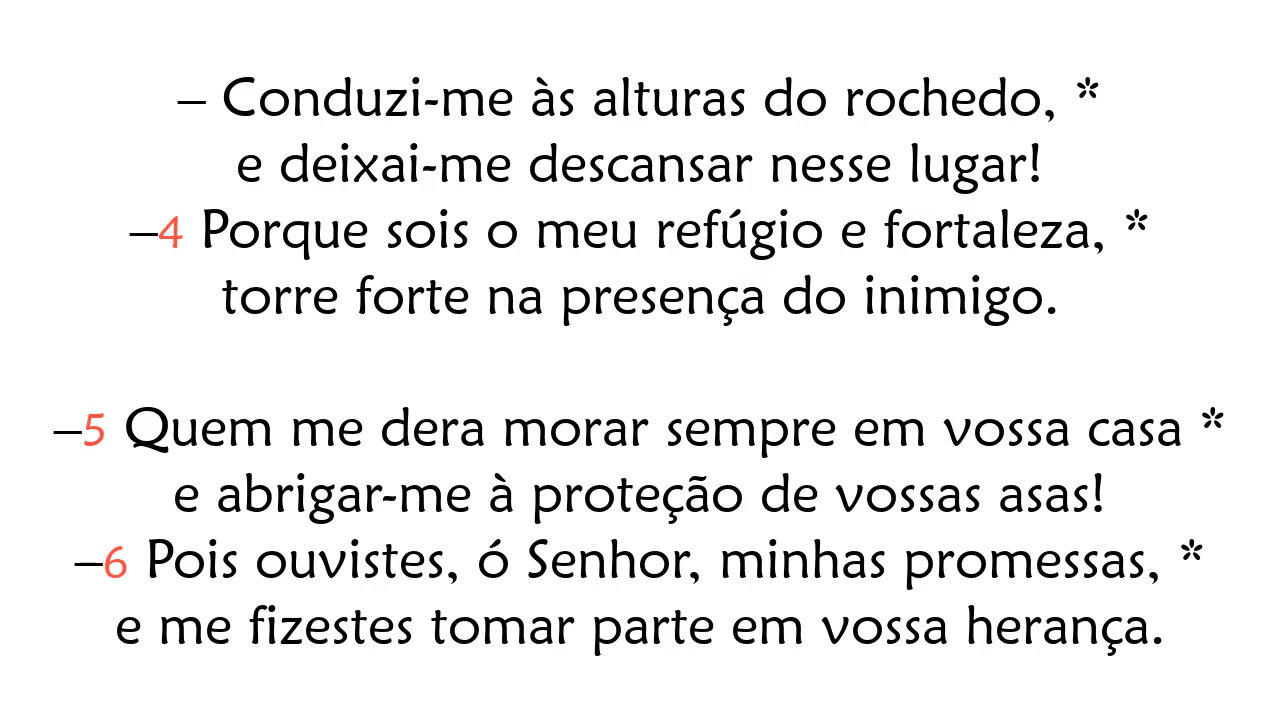 – Conduzi-me às alturas do rochedo, *
e deixai-me descansar nesse lugar!
–4 Porque sois o meu refúgio e fortaleza, *
torre forte na presença do inimigo.
–5 Quem me dera morar sempre em vossa casa *
e abrigar-me à proteção de vossas asas!
–6 Pois ouvistes, ó Senhor, minhas promessas, *
e me fizestes tomar parte em vossa herança.